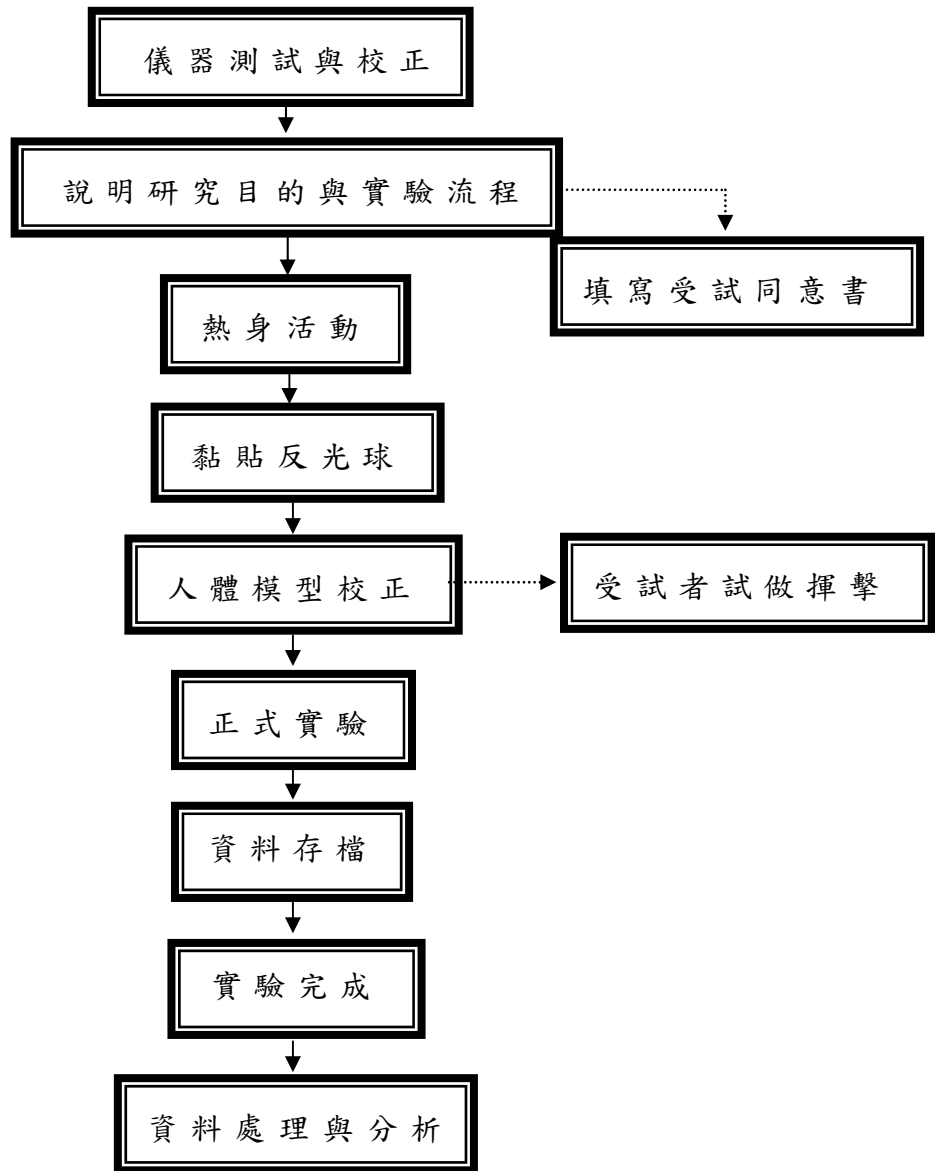 儀器測試與校正
說明研究目的與實驗流程
填寫受試同意書
熱身活動
黏貼反光球
人體模型校正
受試者試做揮擊
正式實驗
資料存檔
實驗完成
資料處理與分析